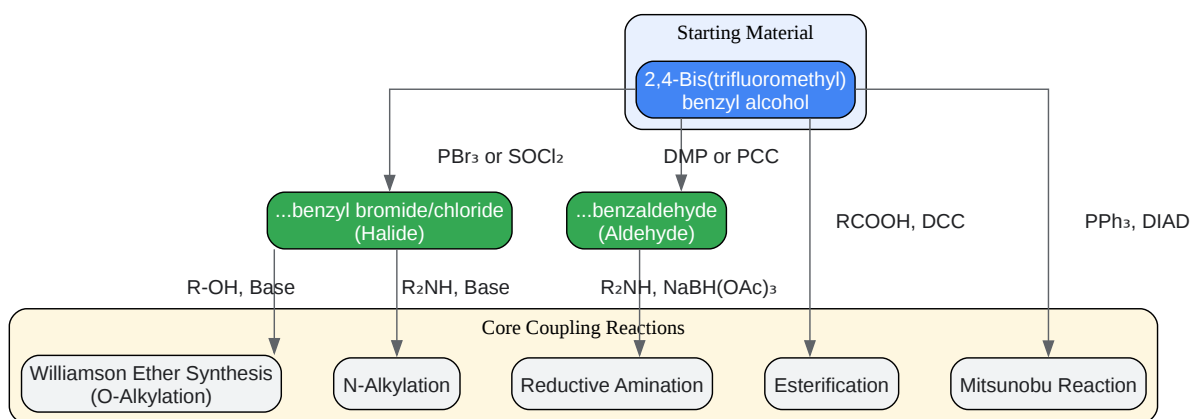 Starting Material
2,4-Bis(trifluoromethyl)
benzyl alcohol
PBr₃ or SOCl₂
DMP or PCC
...benzyl bromide/chloride
(Halide)
...benzaldehyde
(Aldehyde)
RCOOH, DCC
PPh₃, DIAD
R-OH, Base
R₂NH, Base
R₂NH, NaBH(OAc)₃
Core Coupling Reactions
Williamson Ether Synthesis
(O-Alkylation)
N-Alkylation
Reductive Amination
Esterification
Mitsunobu Reaction